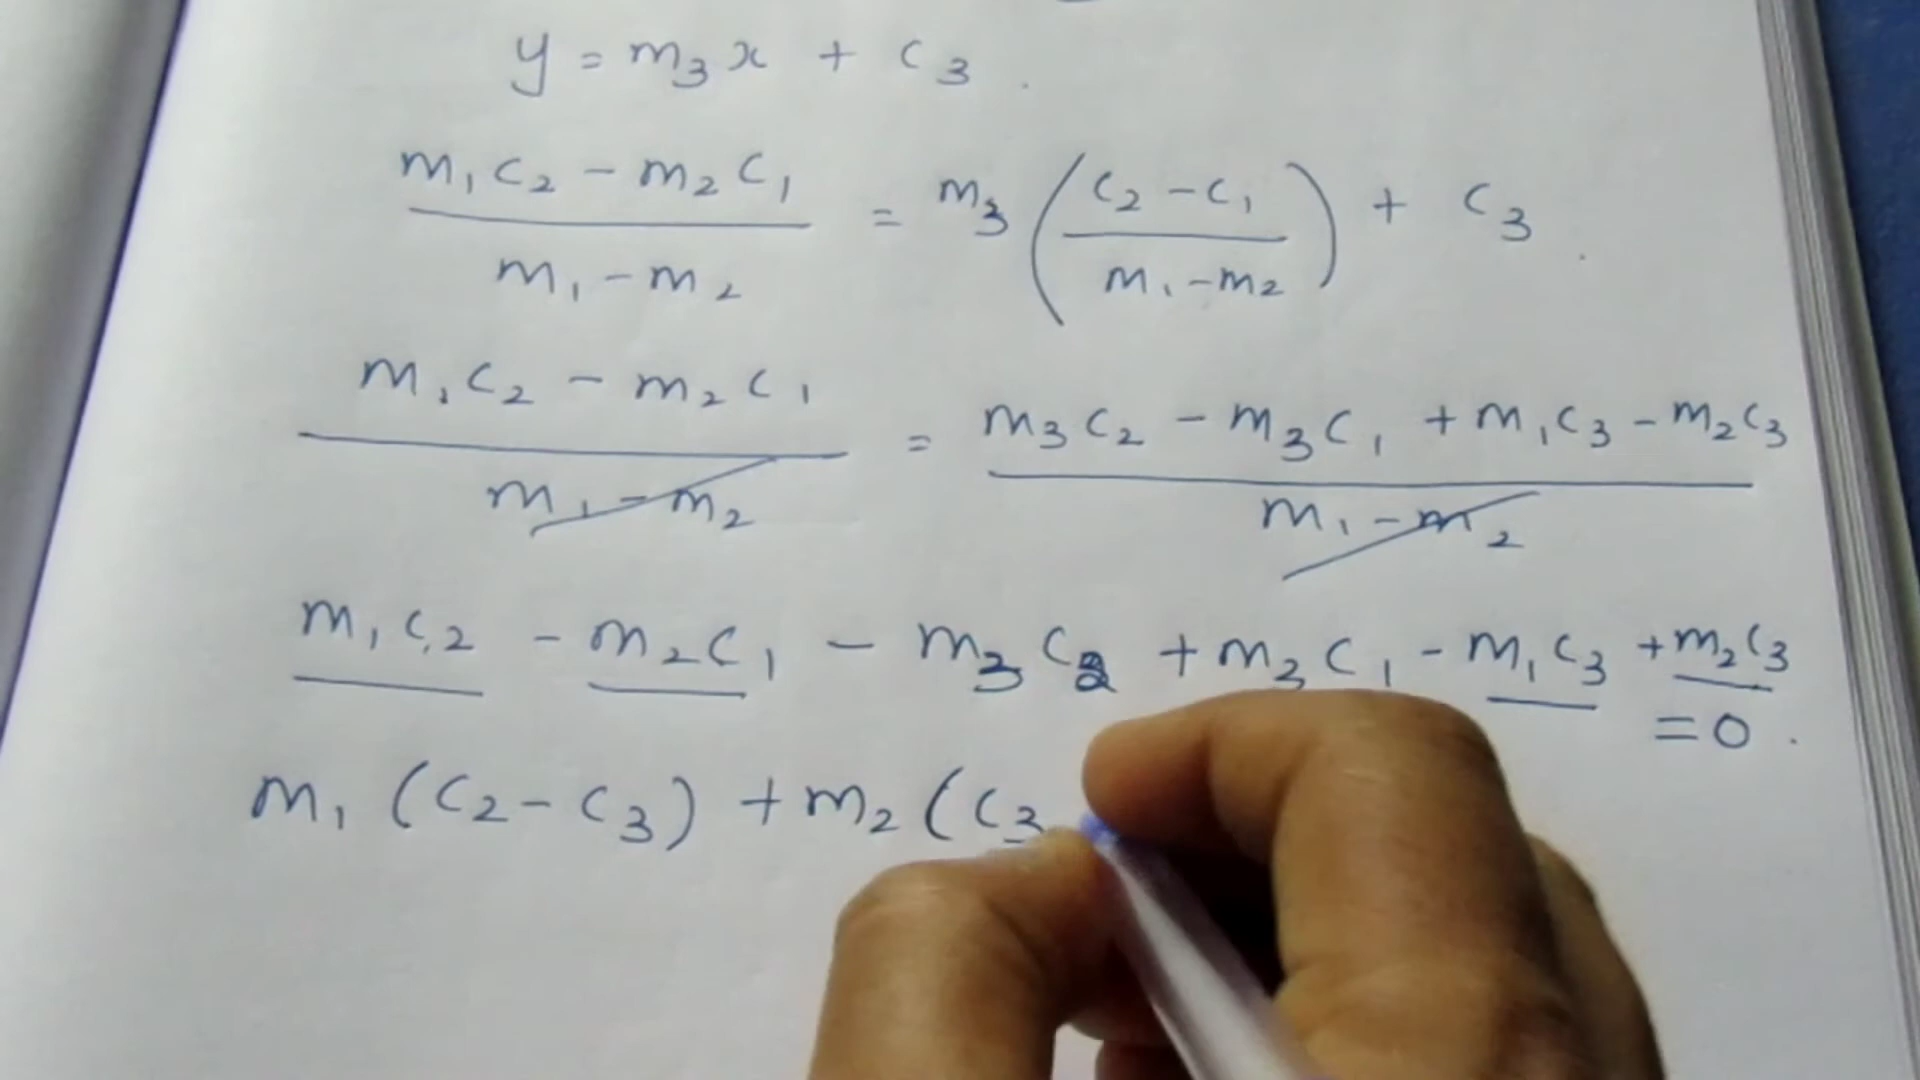 y = m₃x + c₃.
(m₁c₂ - m₂c₁)/(m₁ - m₂) = m₃((c₂ - c₁)/(m₁ - m₂)) + c₃.
(m₁c₂ - m₂c₁)/(m₁ - m₂) = (m₃c₂ - m₃c₁ + m₁c₃ - m₂c₃)/(m₁ - m₂)
m₁c₂ - m₂c₁ - m₃c₂ + m₃c₁ - m₁c₃ + m₂c₃
= 0.
m₁(c₂ - c₃) + m₂(c₃